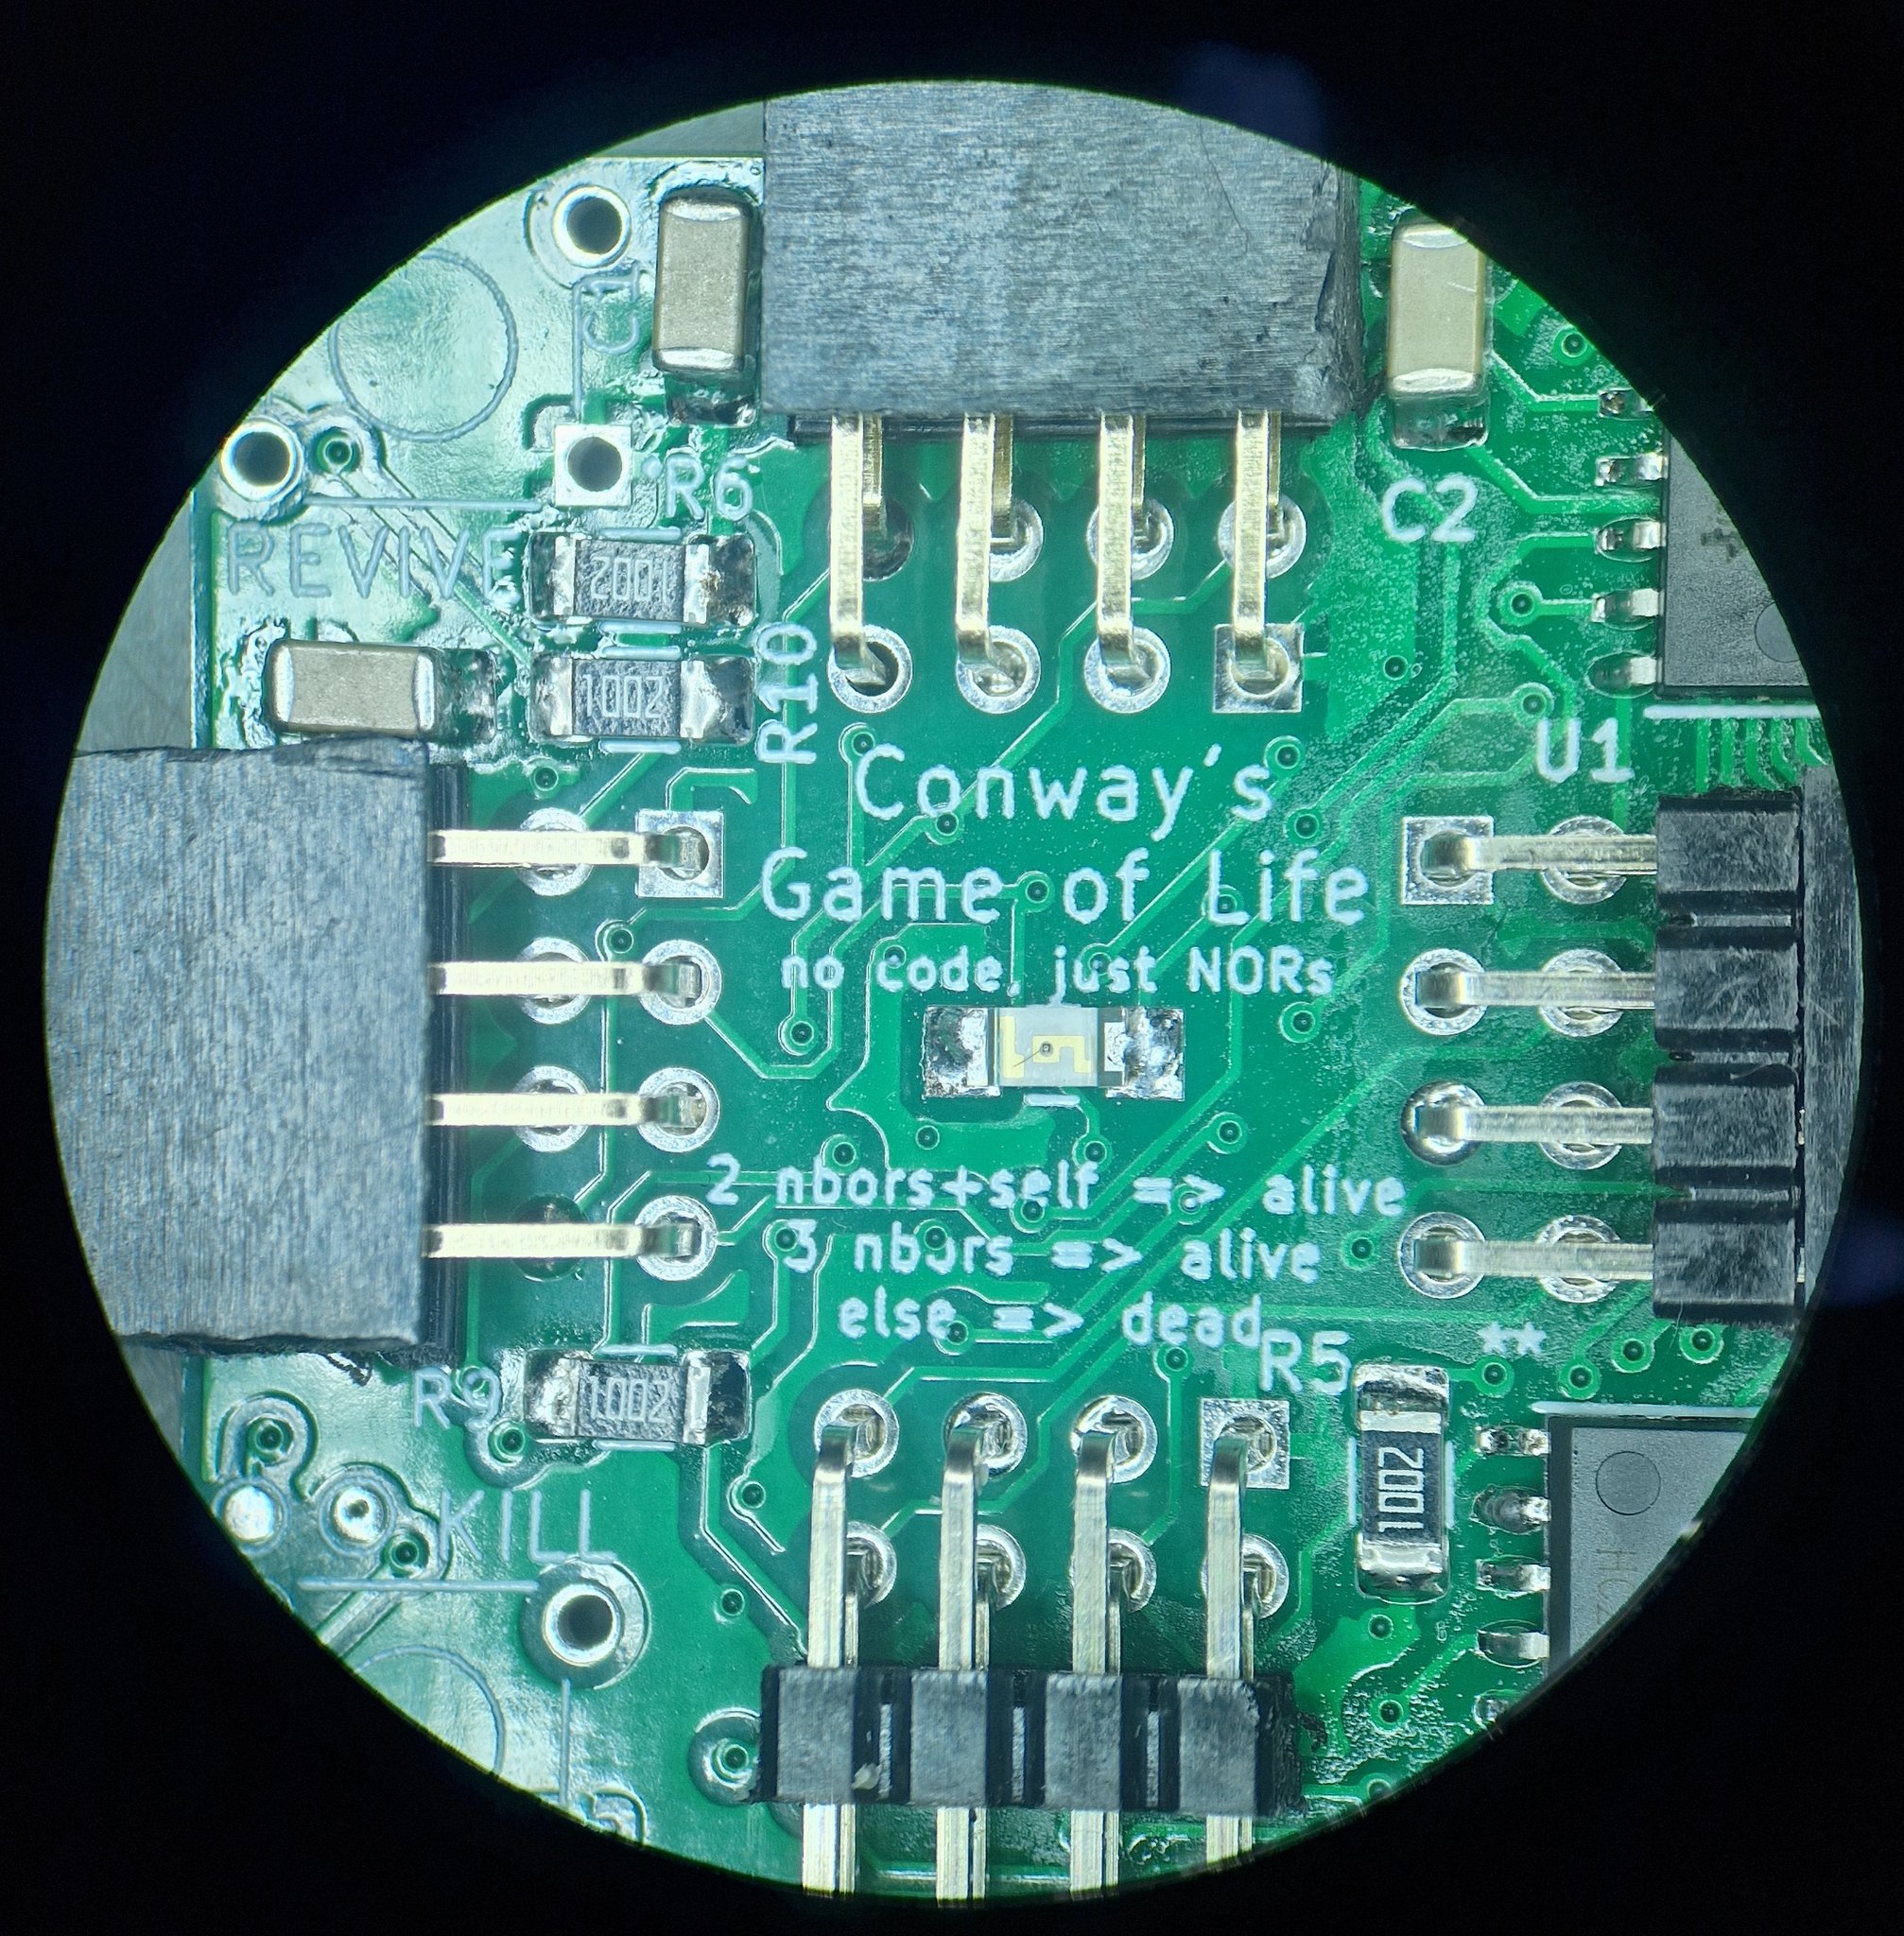 C1
R6
C2
REVIVE
2001
1002
R10
U1
Conway's
Game of Life
no code, just NORs
2 nbors+self => alive
3 nbors => alive
else => dead
**
R5
R9
1002
1002
KILL